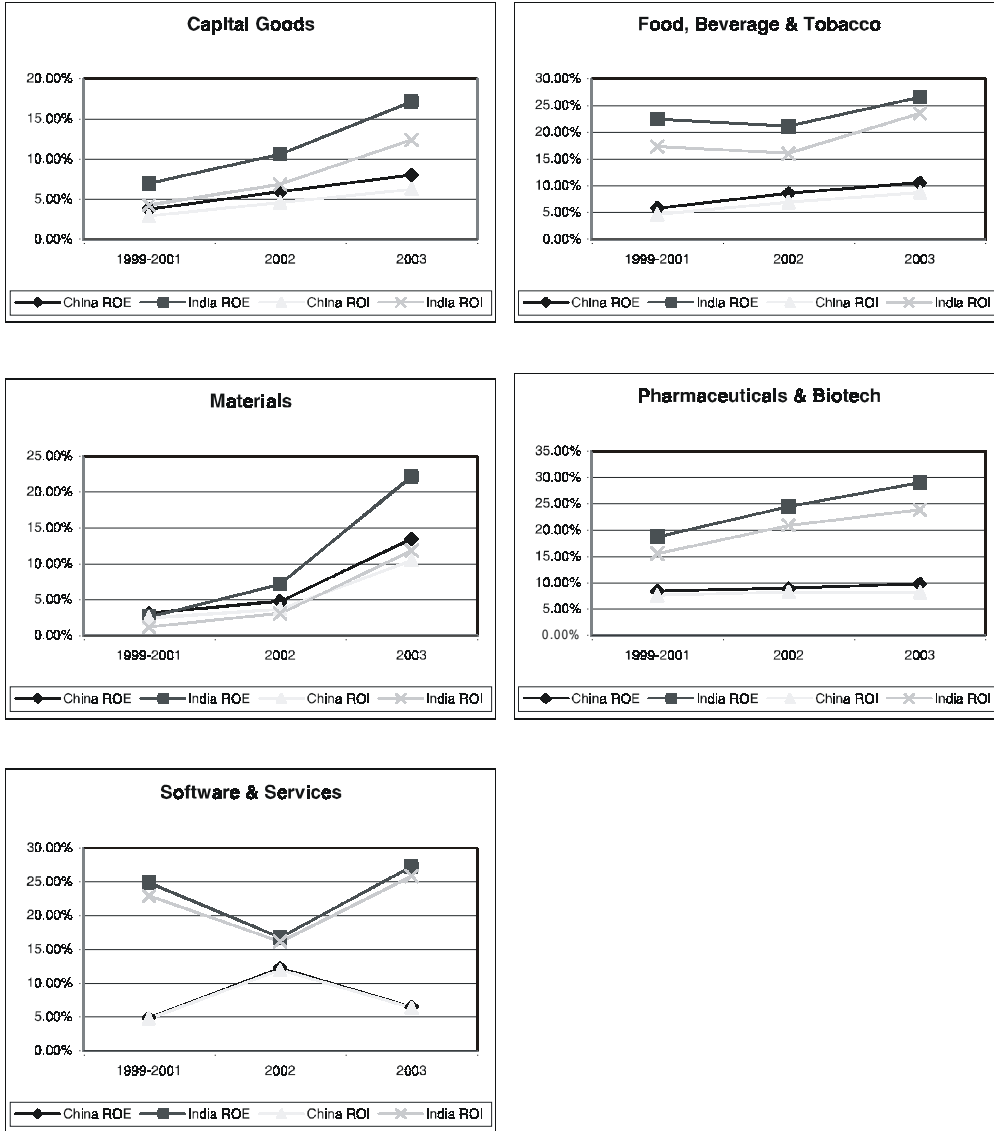 Capital Goods
20.00%
15.00%
10.00%
5.00%
0.00%
1999-2001 2002 2003
China ROE India ROE China ROI India ROI
Food, Beverage & Tobacco
30.00%
25.00%
20.00%
15.00%
10.00%
5.00%
0.00%
1999-2001 2002 2003
China ROE India ROE China ROI India ROI
Materials
25.00%
20.00%
15.00%
10.00%
5.00%
0.00%
1999-2001 2002 2003
China ROE India ROE China ROI India ROI
Pharmaceuticals & Biotech
35.00%
30.00%
25.00%
20.00%
15.00%
10.00%
5.00%
0.00%
1999-2001 2002 2003
China ROE India ROE China ROI India ROI
Software & Services
30.00%
25.00%
20.00%
15.00%
10.00%
5.00%
0.00%
1999-2001 2002 2003
China ROE India ROE China ROI India ROI